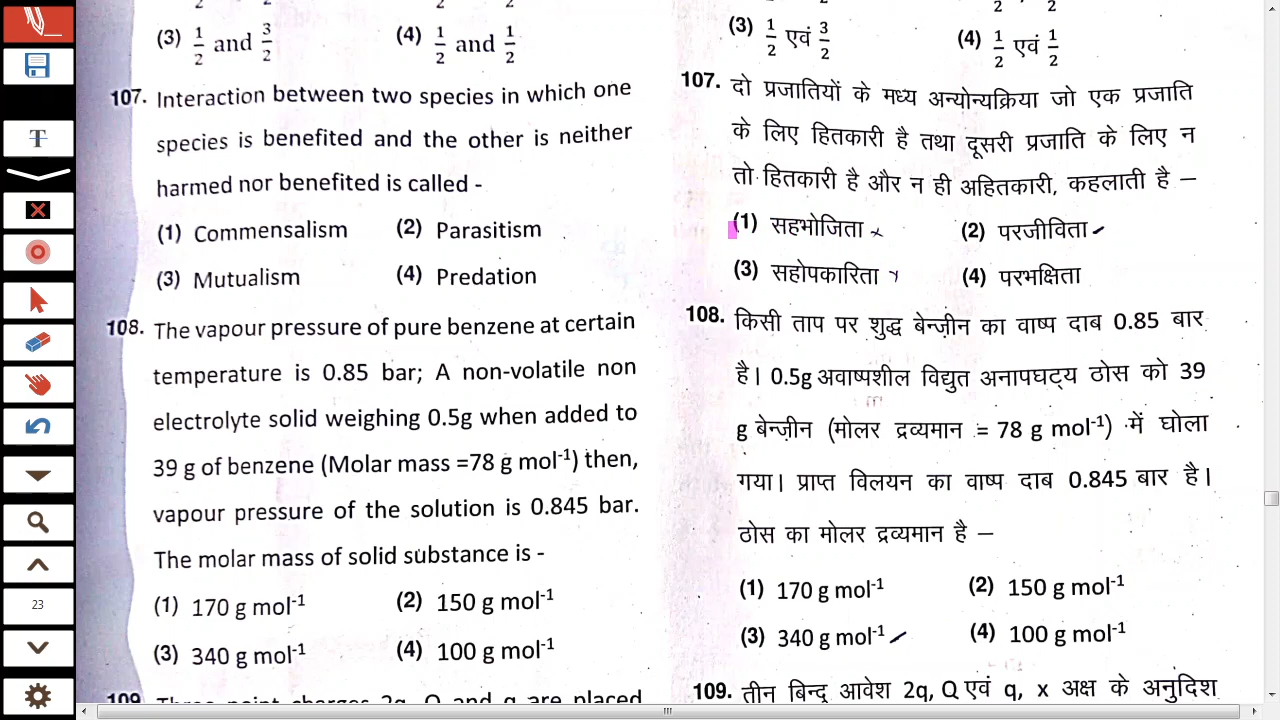 (3) 1/2 and 3/2 (4) 1/2 and 1/2
107. Interaction between two species in which one
species is benefited and the other is neither
harmed nor benefited is called -
(1) Commensalism (2) Parasitism
(3) Mutualism (4) Predation
108. The vapour pressure of pure benzene at certain
temperature is 0.85 bar; A non-volatile non
electrolyte solid weighing 0.5g when added to
39 g of benzene (Molar mass =78 g mol⁻¹) then,
vapour pressure of the solution is 0.845 bar.
The molar mass of solid substance is -
(1) 170 g mol⁻¹ (2) 150 g mol⁻¹
(3) 340 g mol⁻¹ (4) 100 g mol⁻¹
109. Three point charges 2q, Q and q are placed
(3) 1/2 एवं 3/2 (4) 1/2 एवं 1/2
107. दो प्रजातियों के मध्य अन्योन्यक्रिया जो एक प्रजाति
के लिए हितकारी है तथा दूसरी प्रजाति के लिए न
तो हितकारी है और न ही अहितकारी, कहलाती है –
(1) सहभोजिता (2) परजीविता
(3) सहोपकारिता (4) परभक्षिता
108. किसी ताप पर शुद्ध बेन्ज़ीन का वाष्प दाब 0.85 बार
है। 0.5g अवाष्पशील विद्युत अनापघट्य ठोस को 39
g बेन्ज़ीन (मोलर द्रव्यमान = 78 g mol⁻¹) में घोला
गया। प्राप्त विलयन का वाष्प दाब 0.845 बार है।
ठोस का मोलर द्रव्यमान है –
(1) 170 g mol⁻¹ (2) 150 g mol⁻¹
(3) 340 g mol⁻¹ (4) 100 g mol⁻¹
109. तीन बिन्दु आवेश 2q, Q एवं q, x अक्ष के अनुदिश
T
23